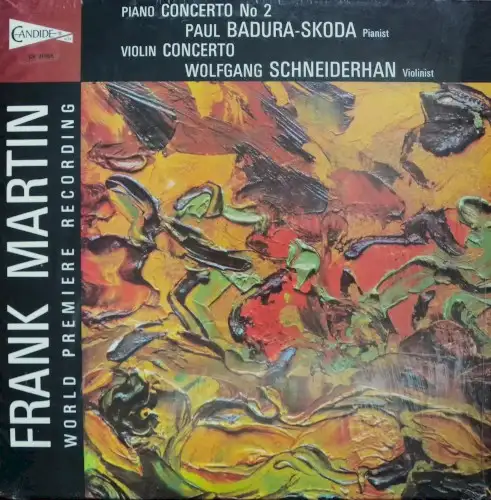 CANDIDE
PIANO CONCERTO No 2
PAUL BADURA-SKODA Pianist
VIOLIN CONCERTO
WOLFGANG SCHNEIDERHAN Violinist
FRANK MARTIN
WORLD PREMIERE RECORDING